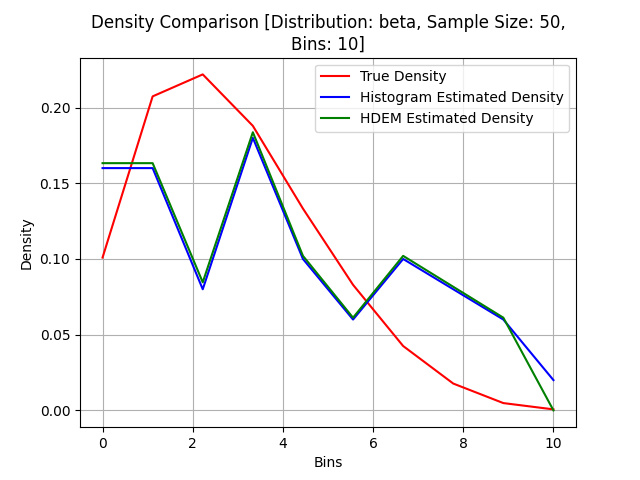 Density Comparison [Distribution: beta, Sample Size: 50,
Bins: 10]
True Density
Histogram Estimated Density
HDEM Estimated Density
Density
0.20
0.15
0.10
0.05
0.00
0
2
4
6
8
10
Bins